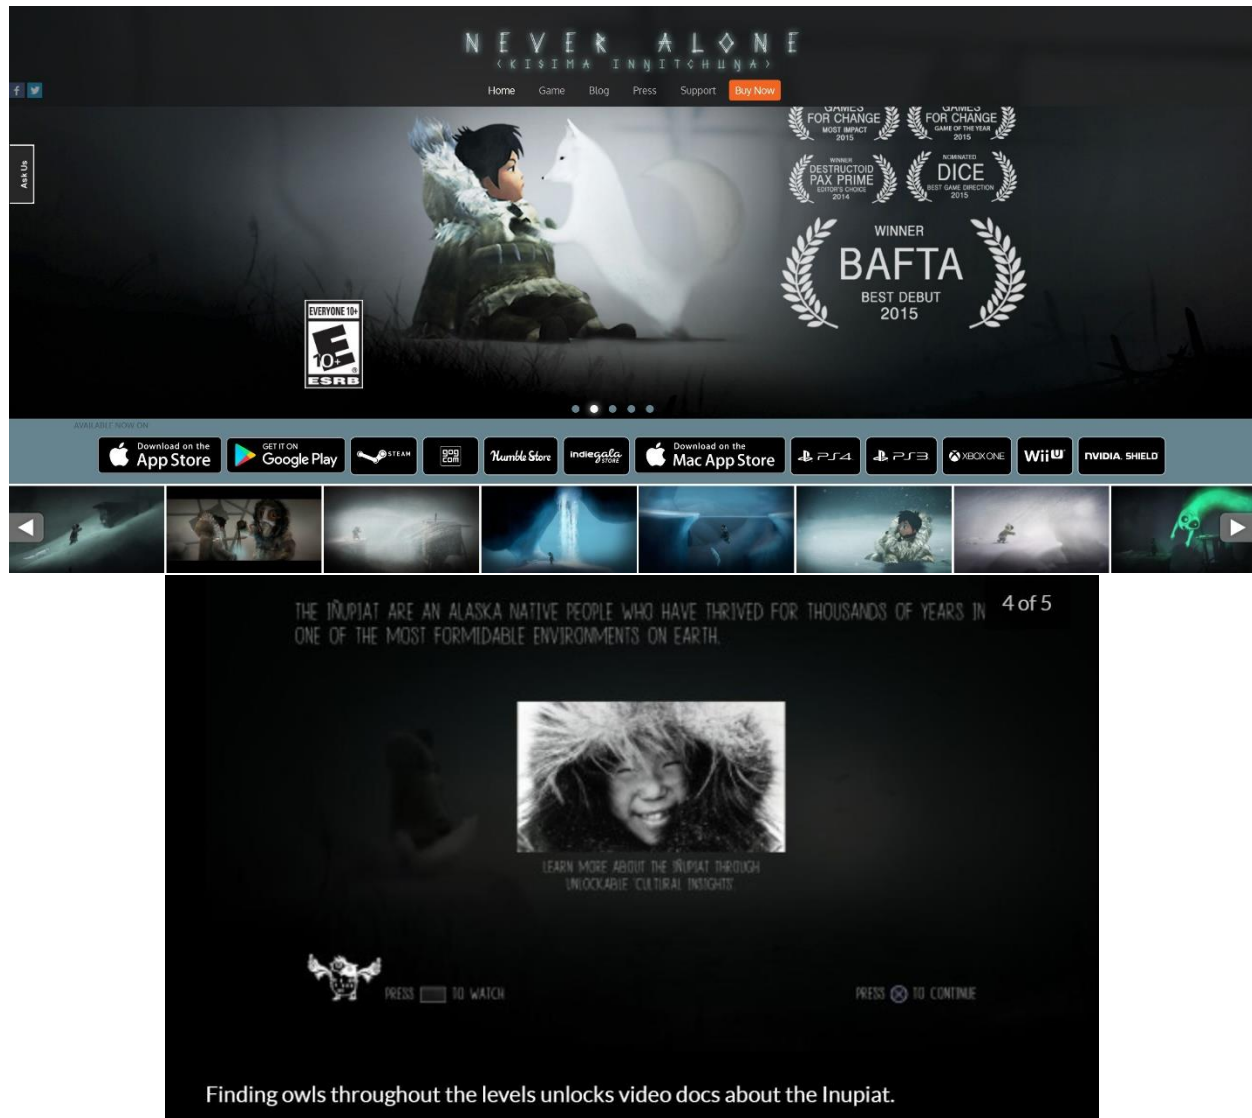 NEVER ALONE
(KISIMA INŊITCHUŊA)
Home Game Blog Press Support Buy Now
Ask Us
GAMES FOR CHANGE
MOST IMPACT
2015
GAMES FOR CHANGE
GAME OF THE YEAR
2015
WINNER
DESTRUCTOID
PAX PRIME
EDITOR'S CHOICE
2014
NOMINATED
DICE
BEST GAME DIRECTION
2015
WINNER
BAFTA
BEST DEBUT
2015
EVERYONE 10+
E
10+
ESRB
AVAILABLE NOW ON
Download on the
App Store
GET IT ON
Google Play
STEAM
GOG
COM
Humble Store
indiegala
STORE
Download on the
Mac App Store
PS4
PS3
XBOX ONE
Wii U
NVIDIA. SHIELD
4 of 5
THE IÑUPIAT ARE AN ALASKA NATIVE PEOPLE WHO HAVE THRIVED FOR THOUSANDS OF YEARS IN
ONE OF THE MOST FORMIDABLE ENVIRONMENTS ON EARTH.
LEARN MORE ABOUT THE IÑUPIAT THROUGH
UNLOCKABLE 'CULTURAL INSIGHTS'
PRESS TO WATCH
PRESS TO CONTINUE
Finding owls throughout the levels unlocks video docs about the Inupiat.